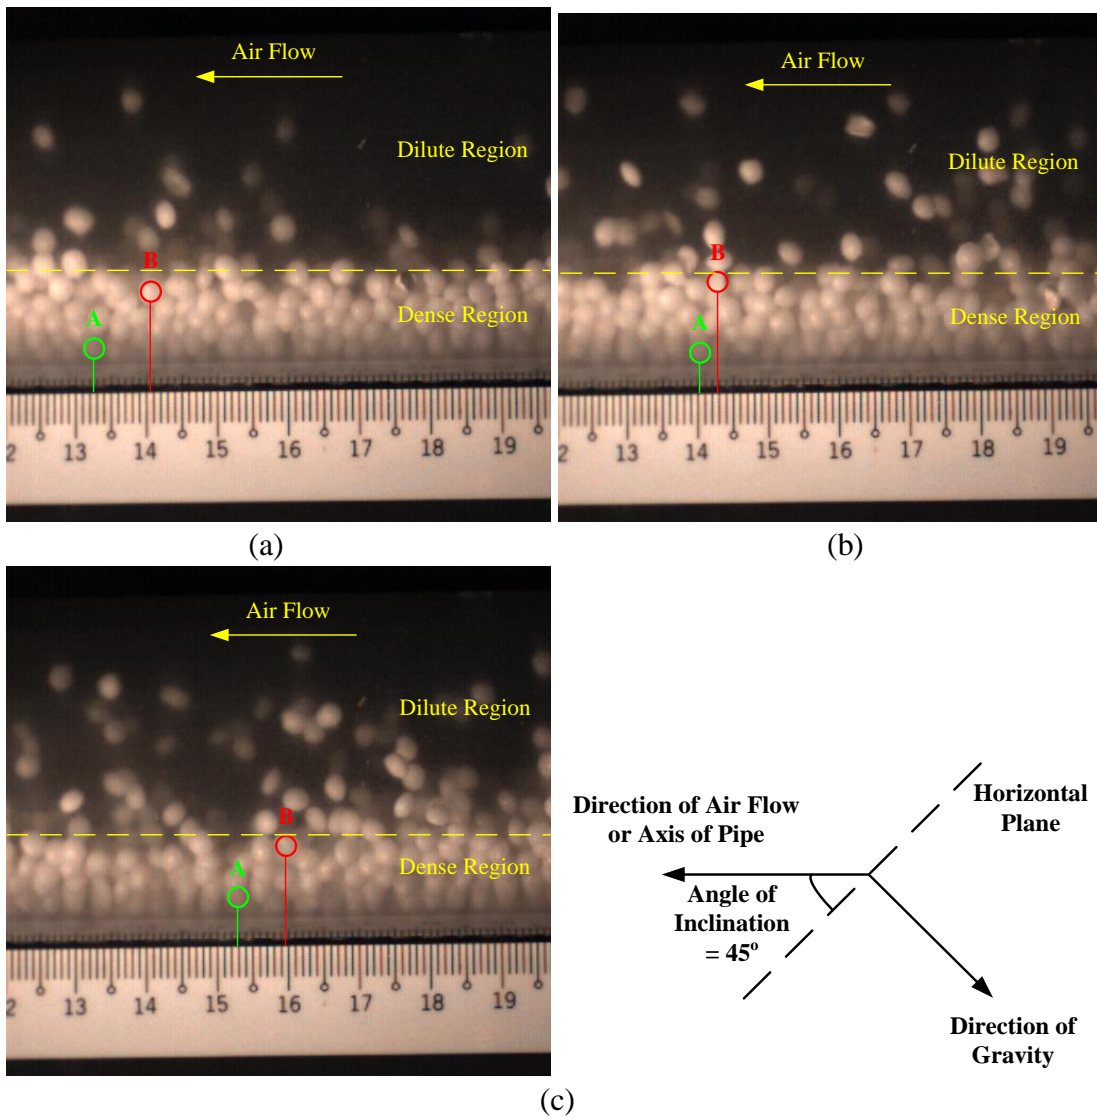 Air Flow
Dilute Region
B
A
Dense Region
2 13 14 15 16 17 18 19
(a)
Air Flow
Dilute Region
B
A
Dense Region
2 13 14 15 16 17 18 19
(b)
Air Flow
Dilute Region
B
A
Dense Region
2 13 14 15 16 17 18 19
Direction of Air Flow
or Axis of Pipe
Horizontal
Plane
Angle of
Inclination
= 45°
Direction of
Gravity
(c)